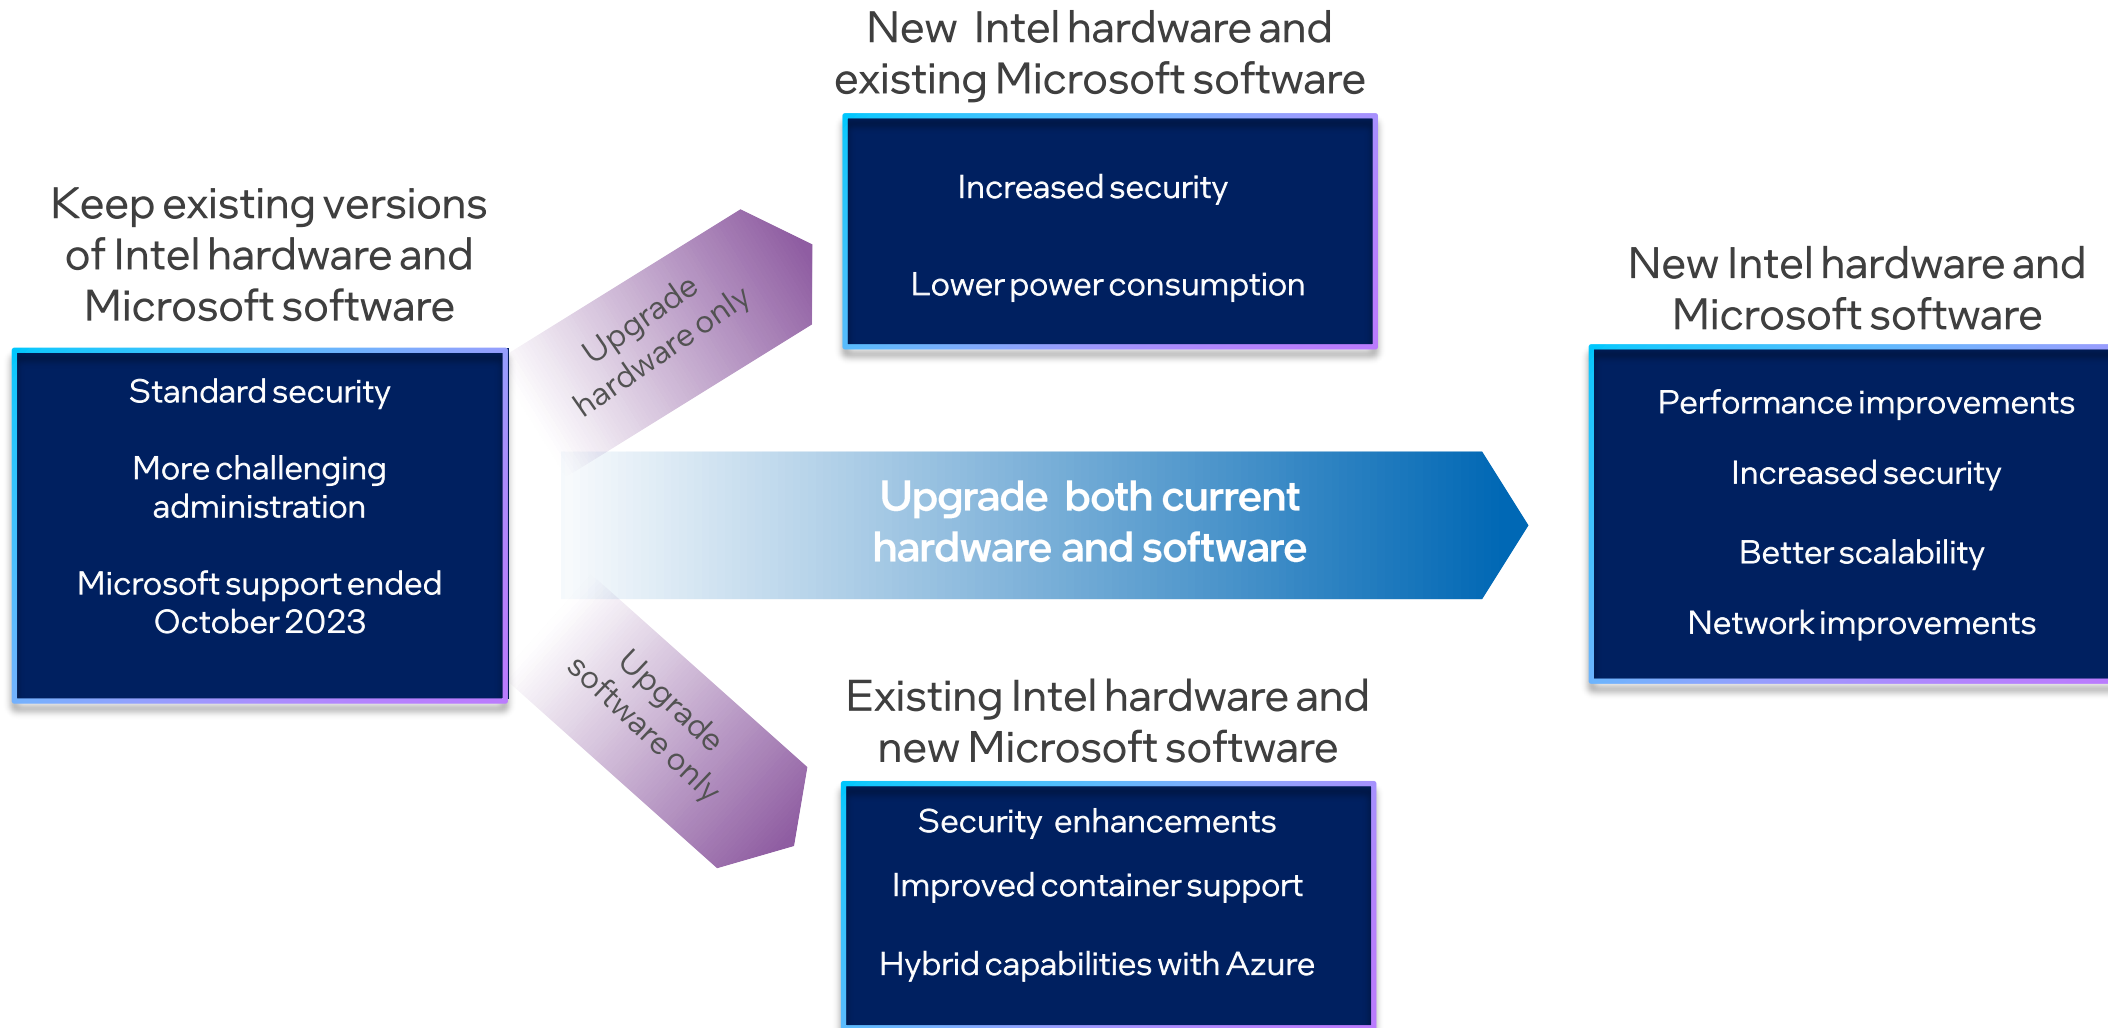 Keep existing versions
of Intel hardware and
Microsoft software
Standard security
More challenging
administration
Microsoft support ended
October 2023
Upgrade
hardware only
New Intel hardware and
existing Microsoft software
Increased security
Lower power consumption
Upgrade both current
hardware and software
New Intel hardware and
Microsoft software
Performance improvements
Increased security
Better scalability
Network improvements
Upgrade
software only
Existing Intel hardware and
new Microsoft software
Security enhancements
Improved container support
Hybrid capabilities with Azure